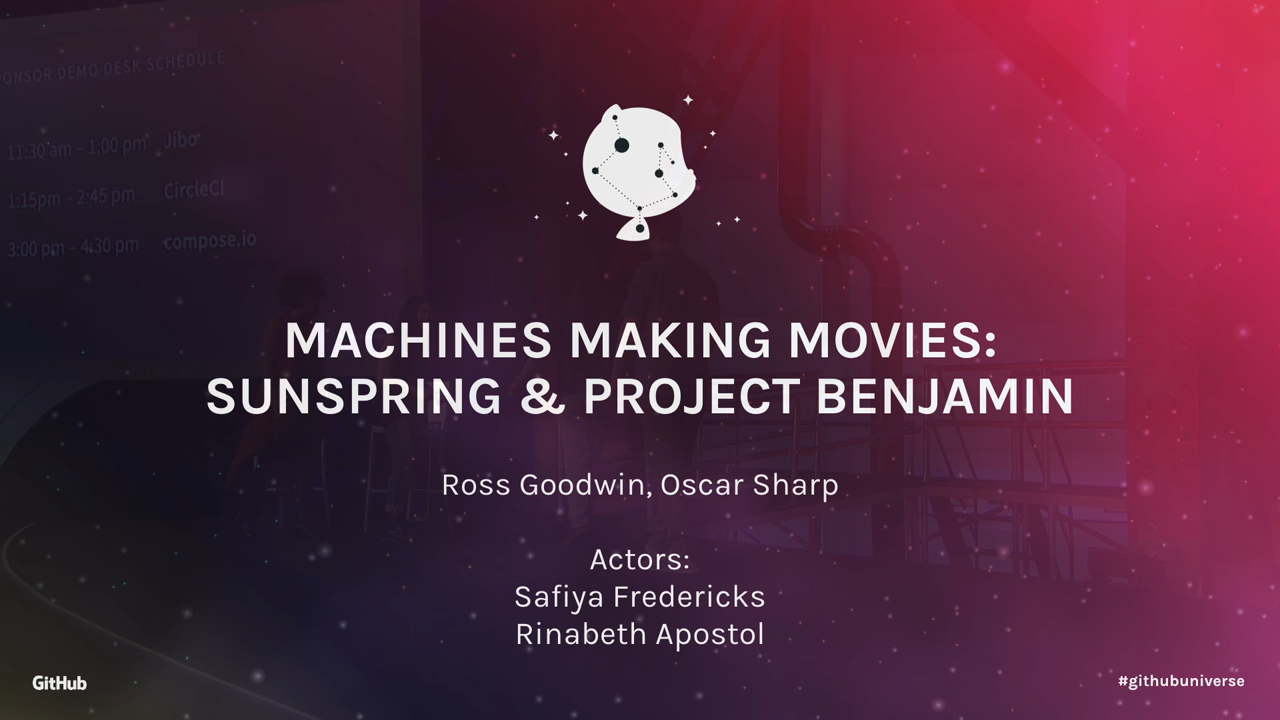 SPONSOR DEMO DESK SCHEDULE
11:30 am – 1:00 pm Jibo
1:15pm – 2:45 pm CircleCI
3:00 pm – 4:30 pm compose.io
MACHINES MAKING MOVIES:
SUNSPRING & PROJECT BENJAMIN
Ross Goodwin, Oscar Sharp
Actors:
Safiya Fredericks
Rinabeth Apostol
GitHub
#githubuniverse